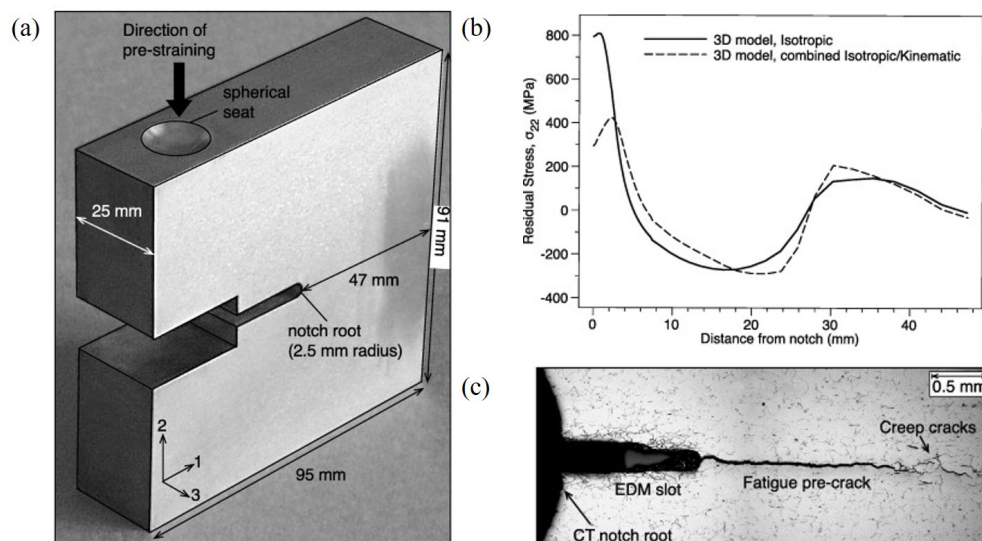 (a)
Direction of
pre-straining
spherical
seat
25 mm
91 mm
47 mm
notch root
(2.5 mm radius)
2
1
3
95 mm
(b)
800
600
400
200
0
-200
-400
Residual Stress, σ22 (MPa)
3D model, Isotropic
3D model, combined Isotropic/Kinematic
0 10 20 30 40
Distance from notch (mm)
(c)
0.5 mm
Creep cracks
EDM slot
Fatigue pre-crack
CT notch root